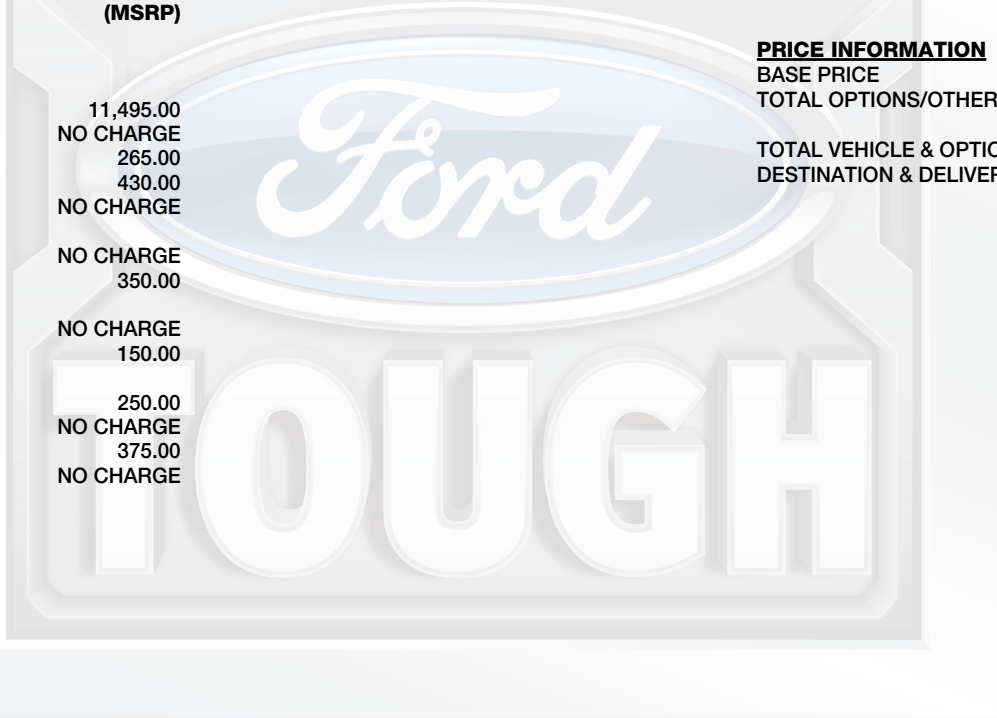 (MSRP)
11,495.00
NO CHARGE
265.00
430.00
NO CHARGE
NO CHARGE
350.00
NO CHARGE
150.00
250.00
NO CHARGE
375.00
NO CHARGE
PRICE INFORMATION
BASE PRICE
TOTAL OPTIONS/OTHER
TOTAL VEHICLE & OPTIO
DESTINATION & DELIVER
Ford
TOUGH